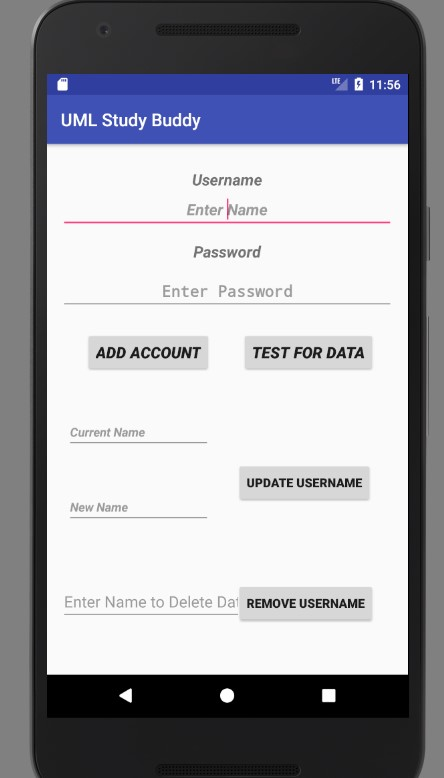 LTE 11:56
UML Study Buddy
Username
Enter Name
Password
Enter Password
ADD ACCOUNT TEST FOR DATA
Current Name
UPDATE USERNAME
New Name
Enter Name to Delete Dat REMOVE USERNAME